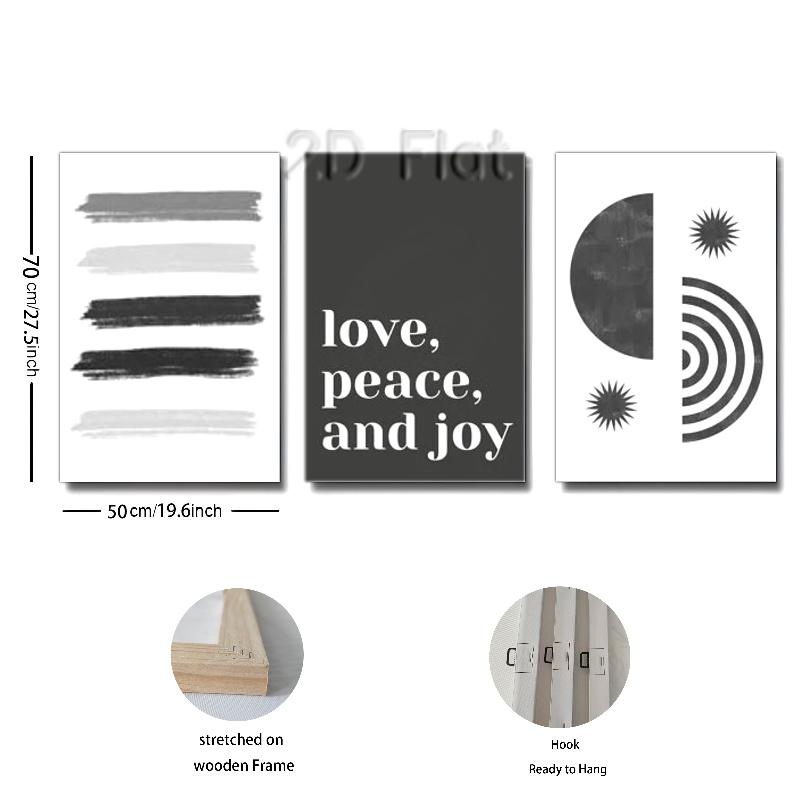 2D Flat
love,
peace,
and joy
70 cm/27.5inch
50cm/19.6inch
stretched on
wooden Frame
Hook
Ready to Hang